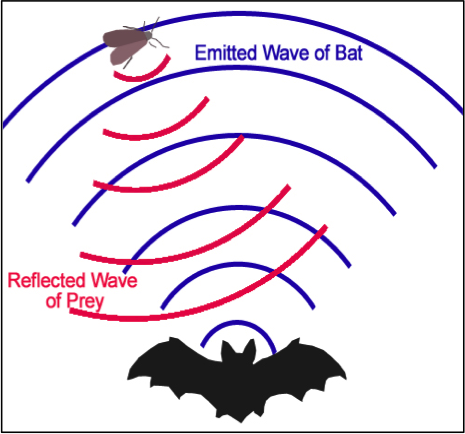 Emitted Wave of Bat
Reflected Wave
of Prey